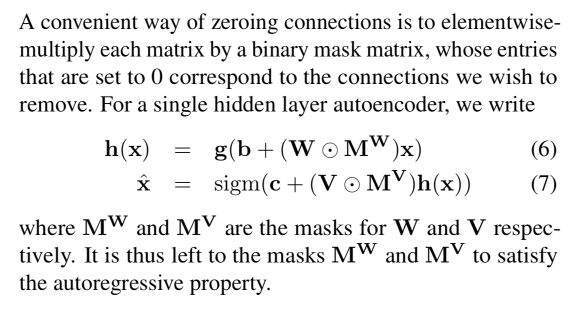 A convenient way of zeroing connections is to elementwise-
multiply each matrix by a binary mask matrix, whose entries
that are set to 0 correspond to the connections we wish to
remove. For a single hidden layer autoencoder, we write
h(x) = g(b + (W ⊙ M^W)x) (6)
x̂ = sigm(c + (V ⊙ M^V)h(x)) (7)
where M^W and M^V are the masks for W and V respec-
tively. It is thus left to the masks M^W and M^V to satisfy
the autoregressive property.